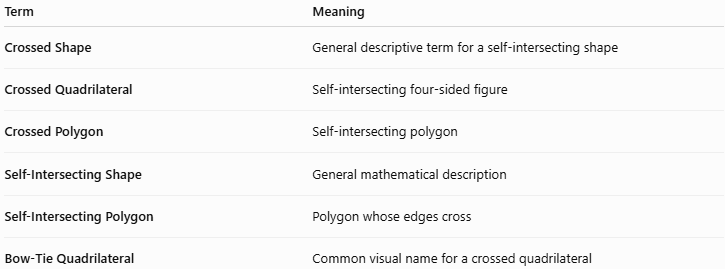 Term Meaning
Crossed Shape General descriptive term for a self-intersecting shape
Crossed Quadrilateral Self-intersecting four-sided figure
Crossed Polygon Self-intersecting polygon
Self-Intersecting Shape General mathematical description
Self-Intersecting Polygon Polygon whose edges cross
Bow-Tie Quadrilateral Common visual name for a crossed quadrilateral